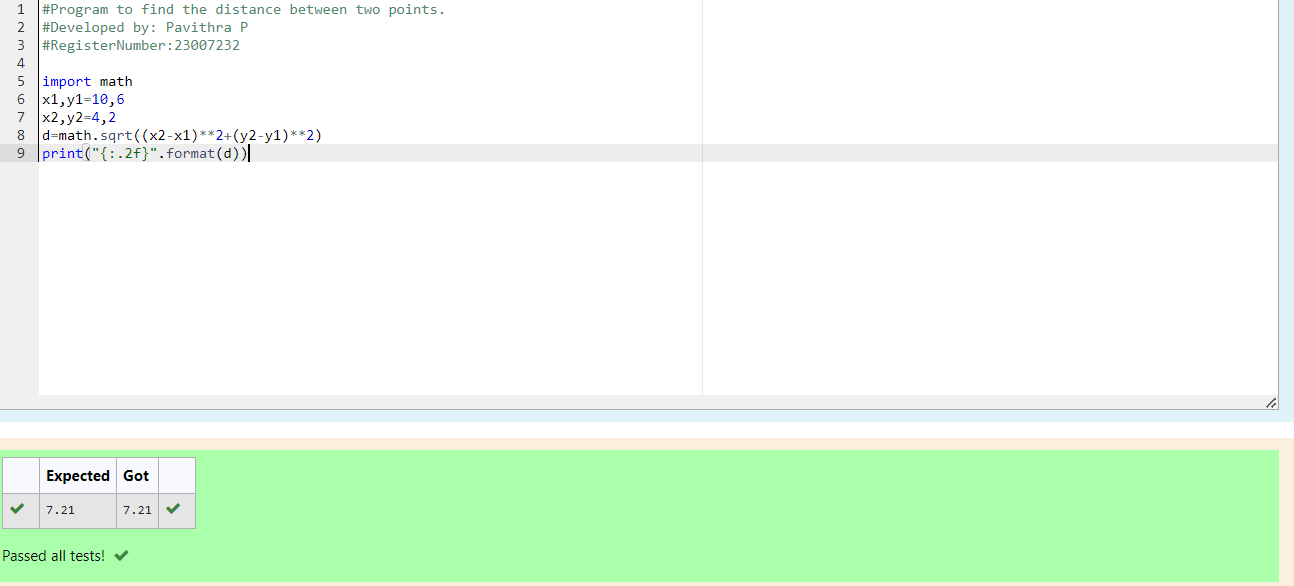 1 #Program to find the distance between two points.
2 #Developed by: Pavithra P
3 #RegisterNumber:23007232
4
5 import math
6 x1,y1=10,6
7 x2,y2=4,2
8 d=math.sqrt((x2-x1)**2+(y2-y1)**2)
9 print("{:.2f}".format(d))
Expected Got
7.21 7.21
Passed all tests!